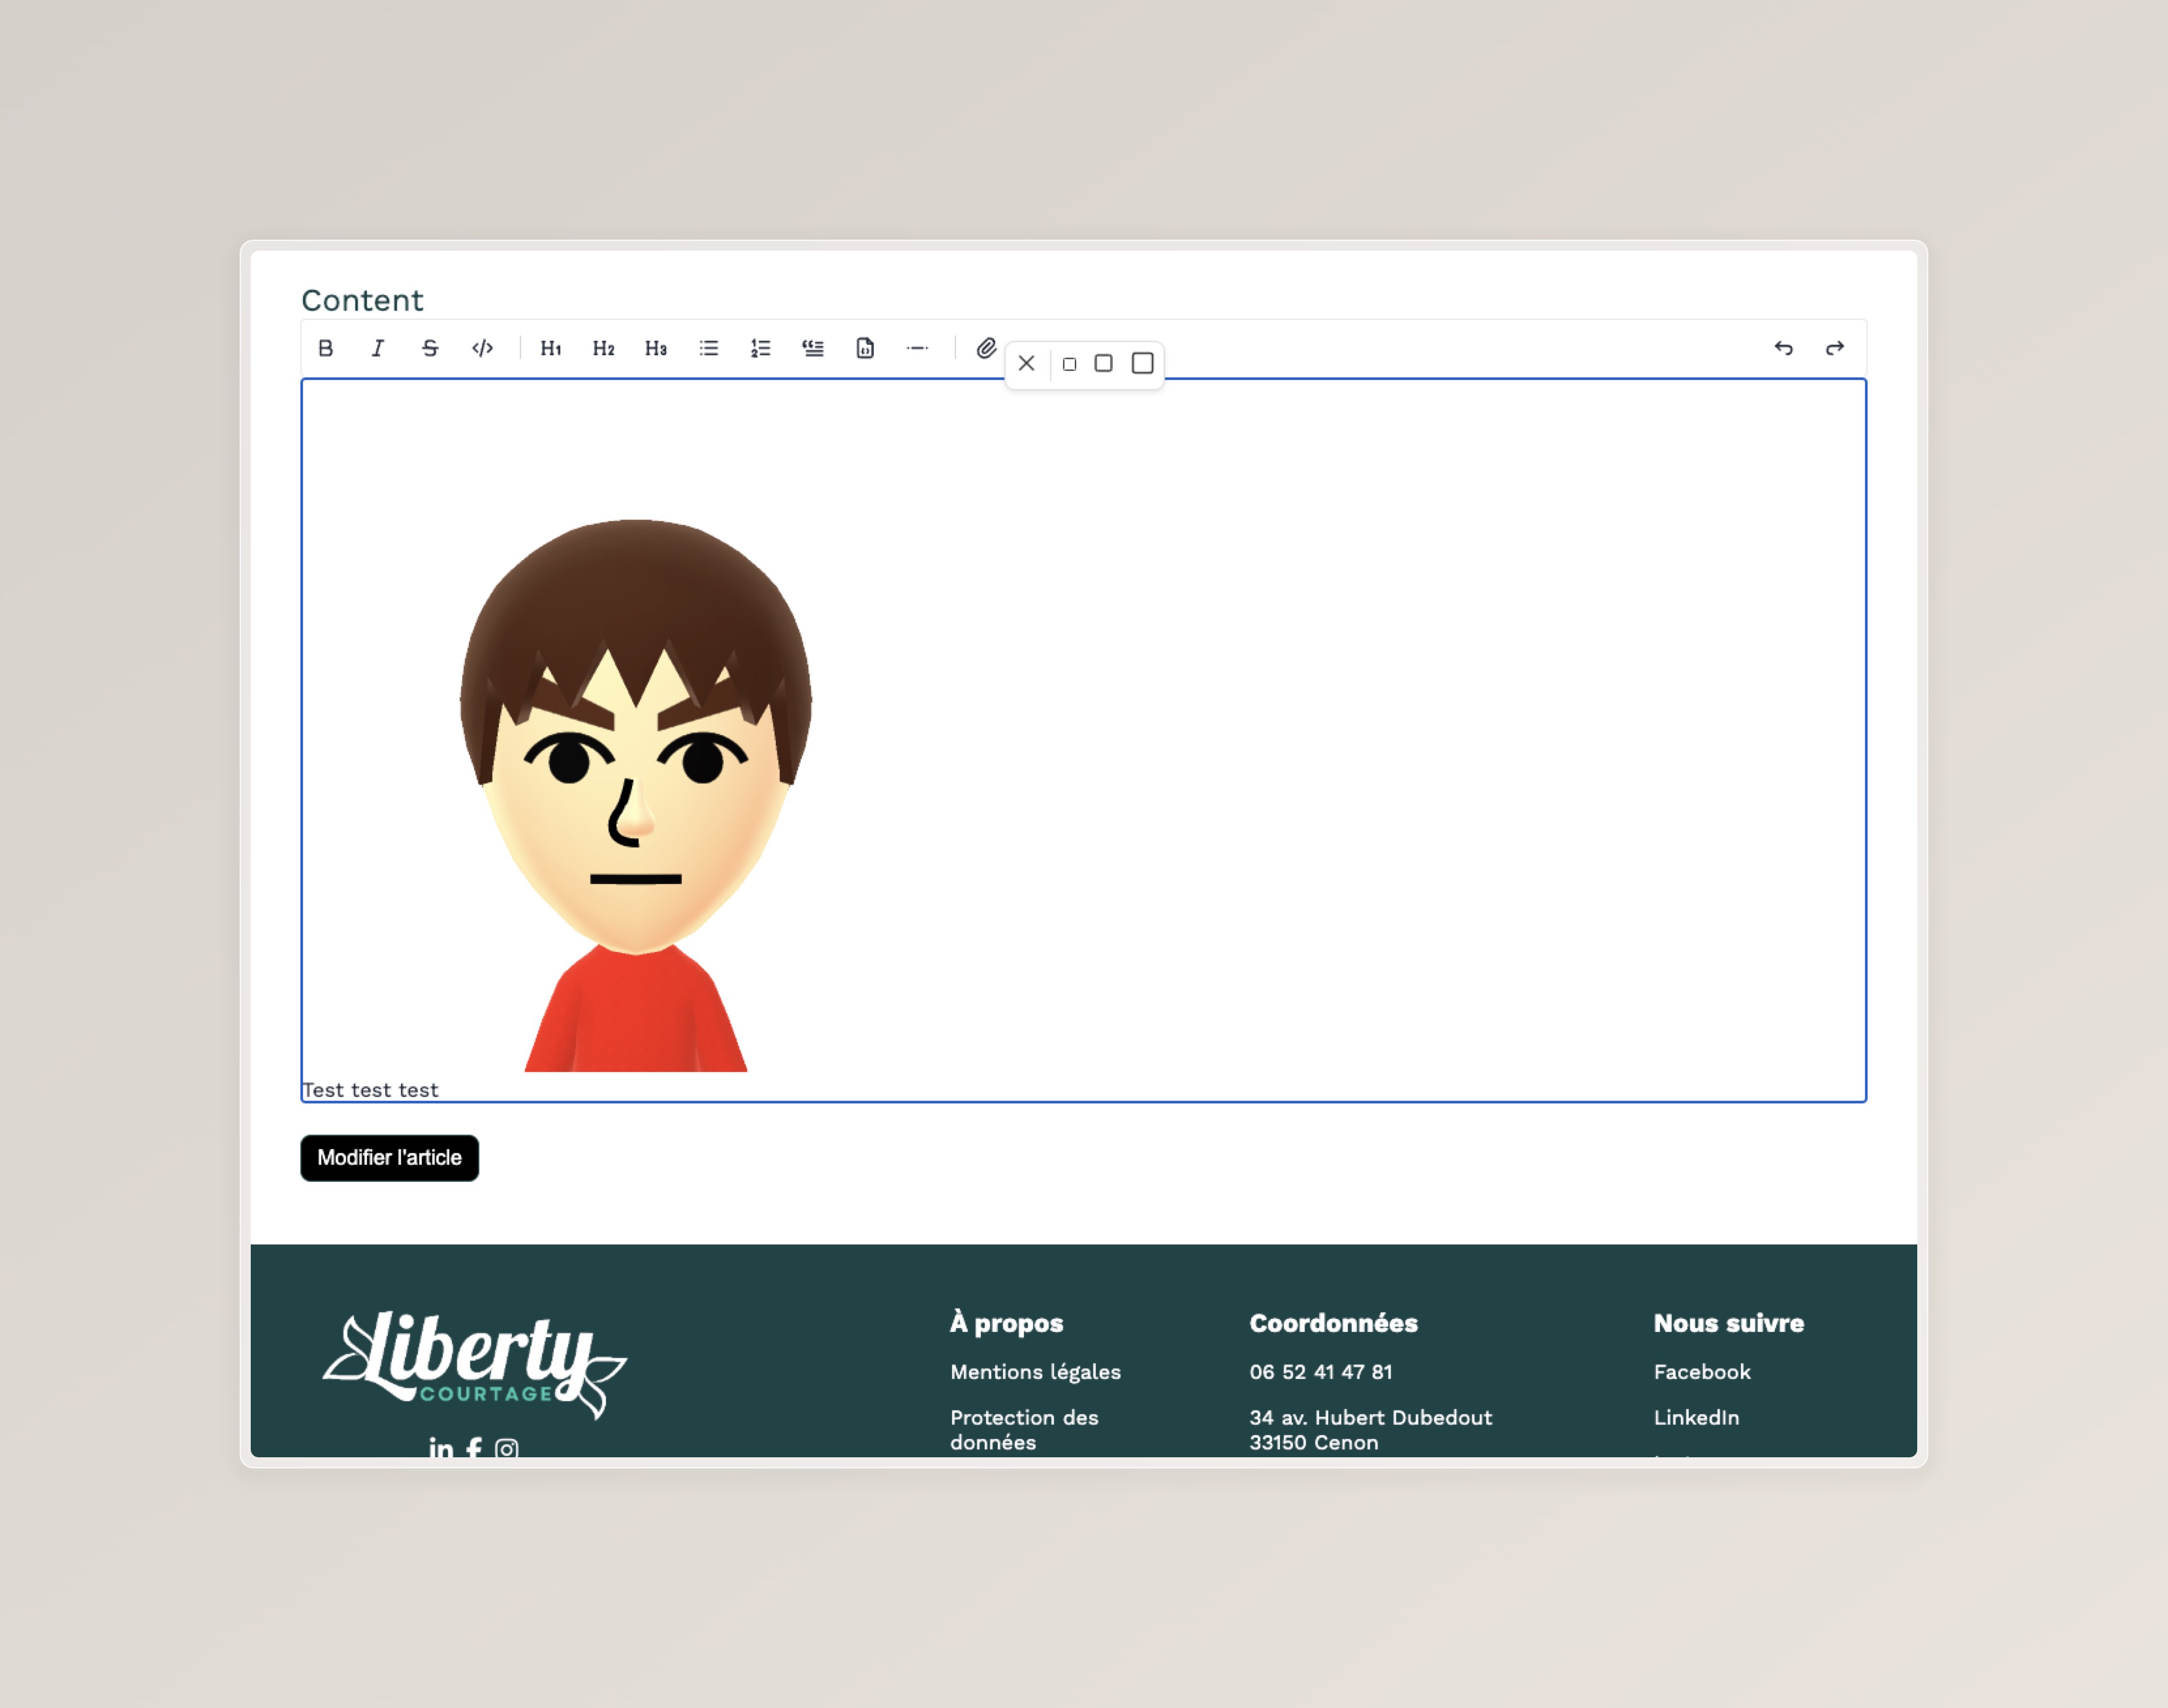 Content
B I S </> H1 H2 H3
Test test test
Modifier l'article
Liberty
COURTAGE
À propos
Mentions légales
Protection des
données
Coordonnées
06 52 41 47 81
34 av. Hubert Dubedout
33150 Cenon
Nous suivre
Facebook
LinkedIn